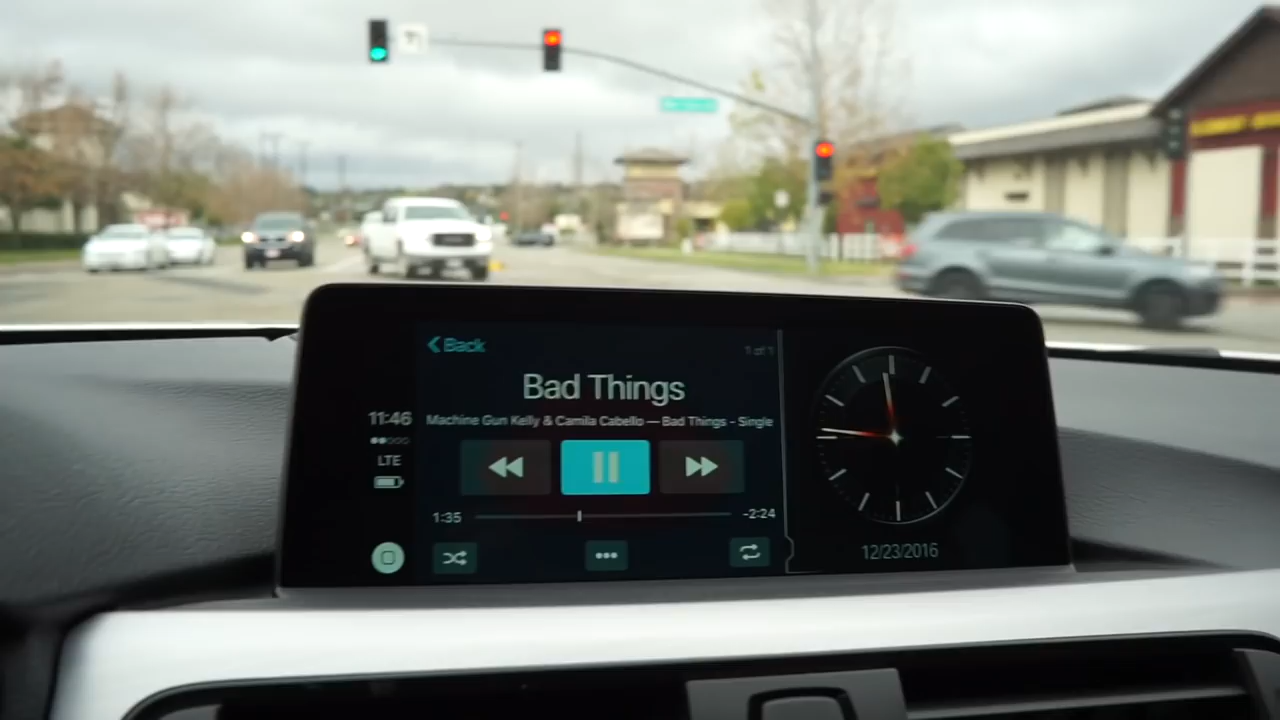 Back
1 of 1
Bad Things
11:46
Machine Gun Kelly & Camila Cabello — Bad Things - Single
LTE
1:35
-2:24
12/23/2016